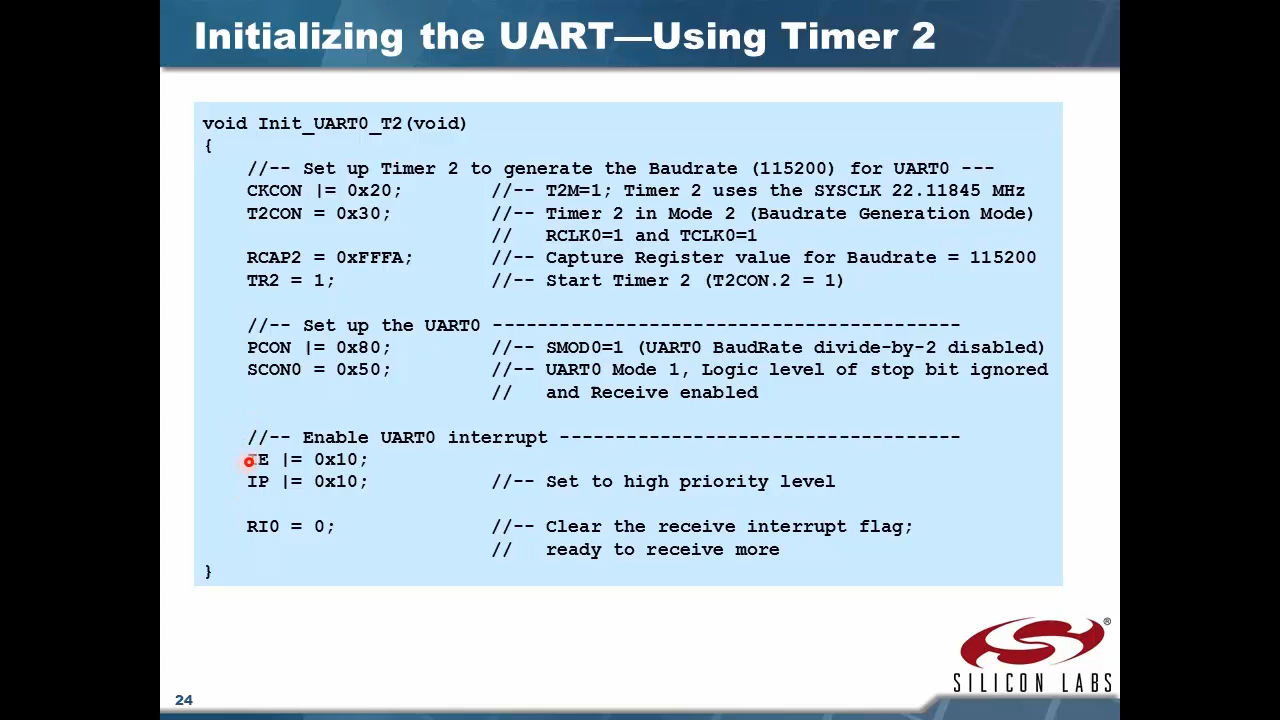 Initializing the UART—Using Timer 2
void Init_UART0_T2(void)
{
//-- Set up Timer 2 to generate the Baudrate (115200) for UART0 ---
CKCON |= 0x20; //-- T2M=1; Timer 2 uses the SYSCLK 22.11845 MHz
T2CON = 0x30; //-- Timer 2 in Mode 2 (Baudrate Generation Mode)
// RCLK0=1 and TCLK0=1
RCAP2 = 0xFFFA; //-- Capture Register value for Baudrate = 115200
TR2 = 1; //-- Start Timer 2 (T2CON.2 = 1)
//-- Set up the UART0 ------------------------------------------
PCON |= 0x80; //-- SMOD0=1 (UART0 BaudRate divide-by-2 disabled)
SCON0 = 0x50; //-- UART0 Mode 1, Logic level of stop bit ignored
// and Receive enabled
//-- Enable UART0 interrupt ------------------------------------
IE |= 0x10;
IP |= 0x10; //-- Set to high priority level
RI0 = 0; //-- Clear the receive interrupt flag;
// ready to receive more
}
®
SILICON LABS
24